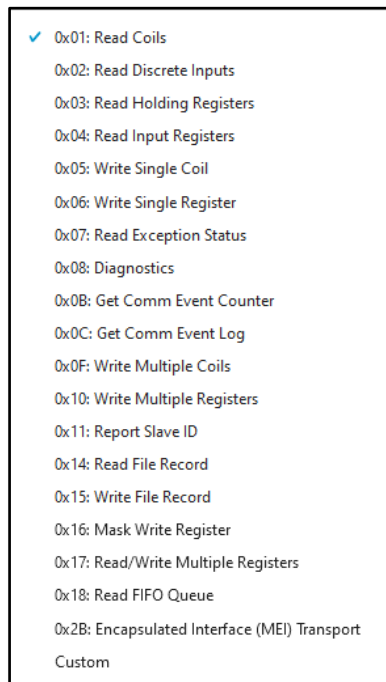 0x01: Read Coils
0x02: Read Discrete Inputs
0x03: Read Holding Registers
0x04: Read Input Registers
0x05: Write Single Coil
0x06: Write Single Register
0x07: Read Exception Status
0x08: Diagnostics
0x0B: Get Comm Event Counter
0x0C: Get Comm Event Log
0x0F: Write Multiple Coils
0x10: Write Multiple Registers
0x11: Report Slave ID
0x14: Read File Record
0x15: Write File Record
0x16: Mask Write Register
0x17: Read/Write Multiple Registers
0x18: Read FIFO Queue
0x2B: Encapsulated Interface (MEI) Transport
Custom